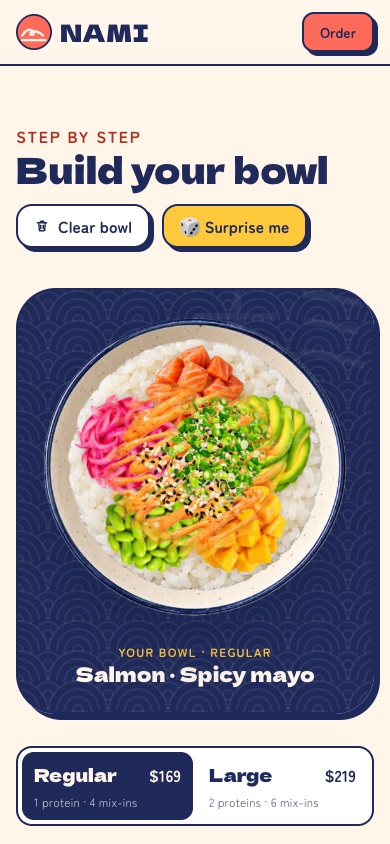 NAMI
Order
STEP BY STEP
Build your bowl
Clear bowl
Surprise me
YOUR BOWL · REGULAR
Salmon · Spicy mayo
Regular $169
1 protein · 4 mix-ins
Large $219
2 proteins · 6 mix-ins